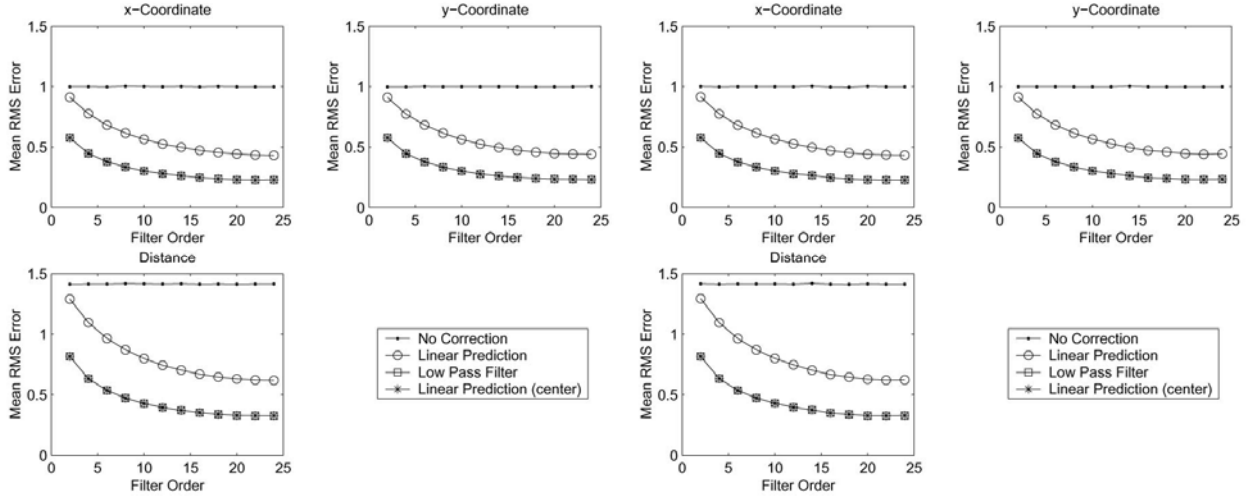 x-Coordinate
Mean RMS Error
1.5
1
0.5
0
0 5 10 15 20 25
Filter Order
y-Coordinate
Mean RMS Error
1.5
1
0.5
0
0 5 10 15 20 25
Filter Order
x-Coordinate
Mean RMS Error
1.5
1
0.5
0
0 5 10 15 20 25
Filter Order
y-Coordinate
Mean RMS Error
1.5
1
0.5
0
0 5 10 15 20 25
Filter Order
Distance
Mean RMS Error
1.5
1
0.5
0
0 5 10 15 20 25
Filter Order
No Correction
Linear Prediction
Low Pass Filter
Linear Prediction (center)
Distance
Mean RMS Error
1.5
1
0.5
0
0 5 10 15 20 25
Filter Order
No Correction
Linear Prediction
Low Pass Filter
Linear Prediction (center)